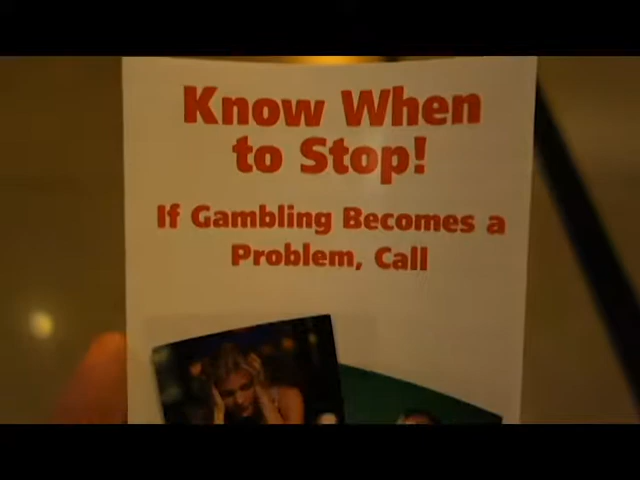 Know When
to Stop!
If Gambling Becomes a
Problem, Call